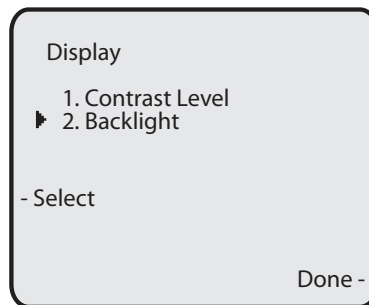 Display
1. Contrast Level
2. Backlight
- Select
Done -